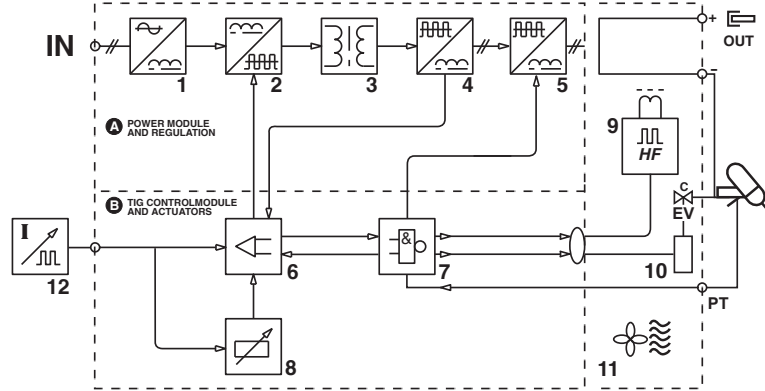 IN
1
2
3
4
5
+
OUT
-
A POWER MODULE
AND REGULATION
9
HF
B TIG CONTROLMODULE
AND ACTUATORS
C
EV
I
12
6
&
7
10
PT
8
11